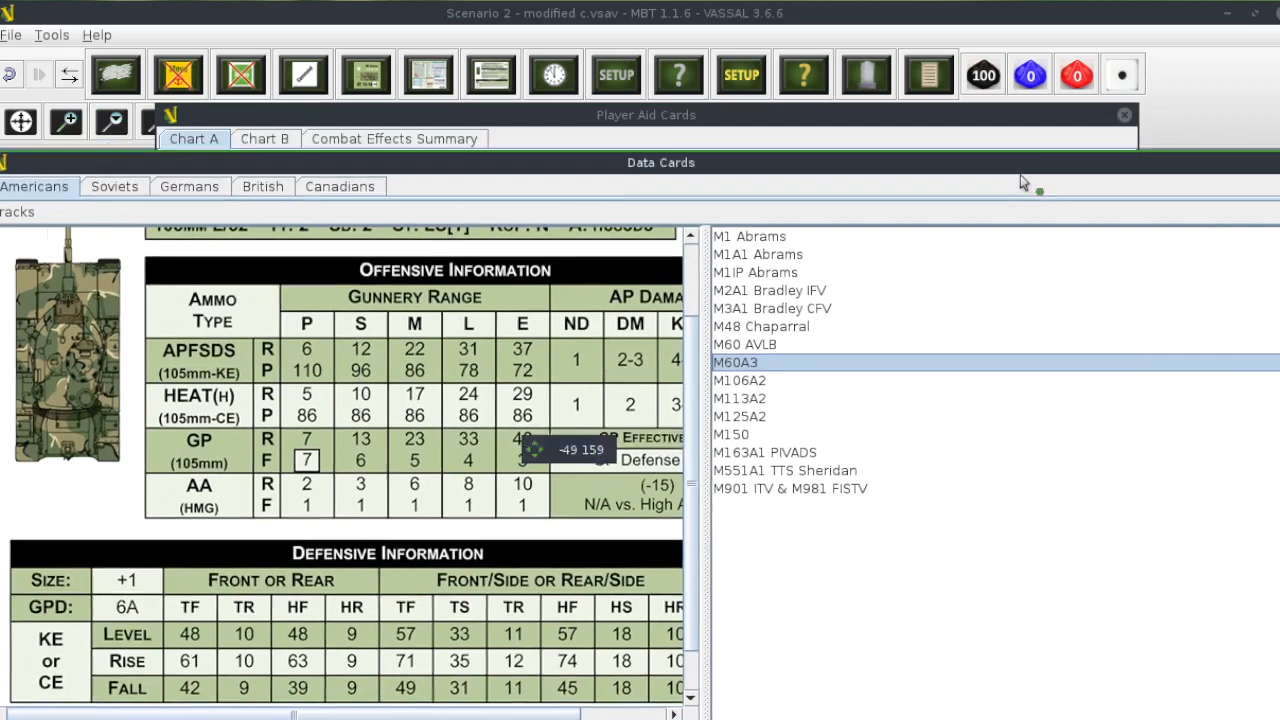 Scenario 2 - modified c.vsav - MBT 1.1.6 - VASSAL 3.6.6
File Tools Help
SETUP ? SETUP ? 100 0 0
Player Aid Cards
Chart A Chart B Combat Effects Summary
Data Cards
Americans Soviets Germans British Canadians
racks
OFFENSIVE INFORMATION
AMMO TYPE GUNNERY RANGE AP DAMA
P S M L E ND DM K
APFSDS R 6 12 22 31 37
(105mm-KE) P 110 96 86 78 72 1 2-3 4
HEAT(H) R 5 10 17 24 29
(105mm-CE) P 86 86 86 86 86 1 2 3
GP R 7 13 23 33 EFFECTIVE
(105mm) F 7 6 5 4 Defense
-49 159
AA R 2 3 6 8 10 (-15)
(HMG) F 1 1 1 1 1 N/A vs. High A
DEFENSIVE INFORMATION
SIZE: +1 FRONT OR REAR FRONT/SIDE OR REAR/SIDE
GPD: 6A TF TR HF HR TF TS TR HF HS HR
KE or CE
LEVEL 48 10 48 9 57 33 11 57 18 10
RISE 61 10 63 9 71 35 12 74 18 10
FALL 42 9 39 9 49 31 11 45 18 10
M1 Abrams
M1A1 Abrams
M1IP Abrams
M2A1 Bradley IFV
M3A1 Bradley CFV
M48 Chaparral
M60 AVLB
M60A3
M106A2
M113A2
M125A2
M150
M163A1 PIVADS
M551A1 TTS Sheridan
M901 ITV & M981 FISTV